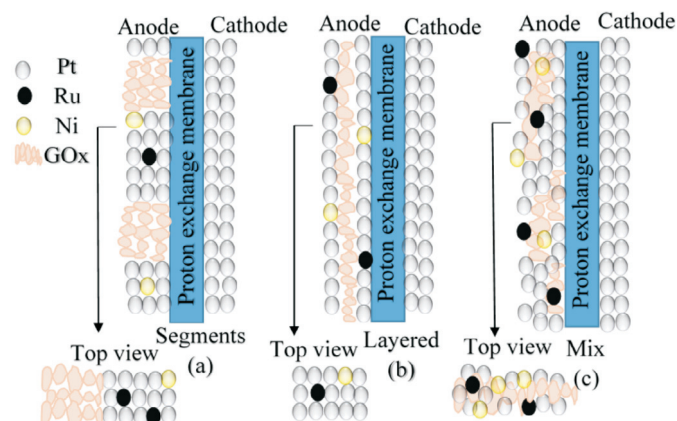 Anode Cathode
Anode Cathode
Anode Cathode
Pt
Ru
Ni
GOx
Proton exchange membrane
Proton exchange membrane
Proton exchange membrane
Segments
Layered
Mix
Top view
Top view
Top view
(a)
(b)
(c)